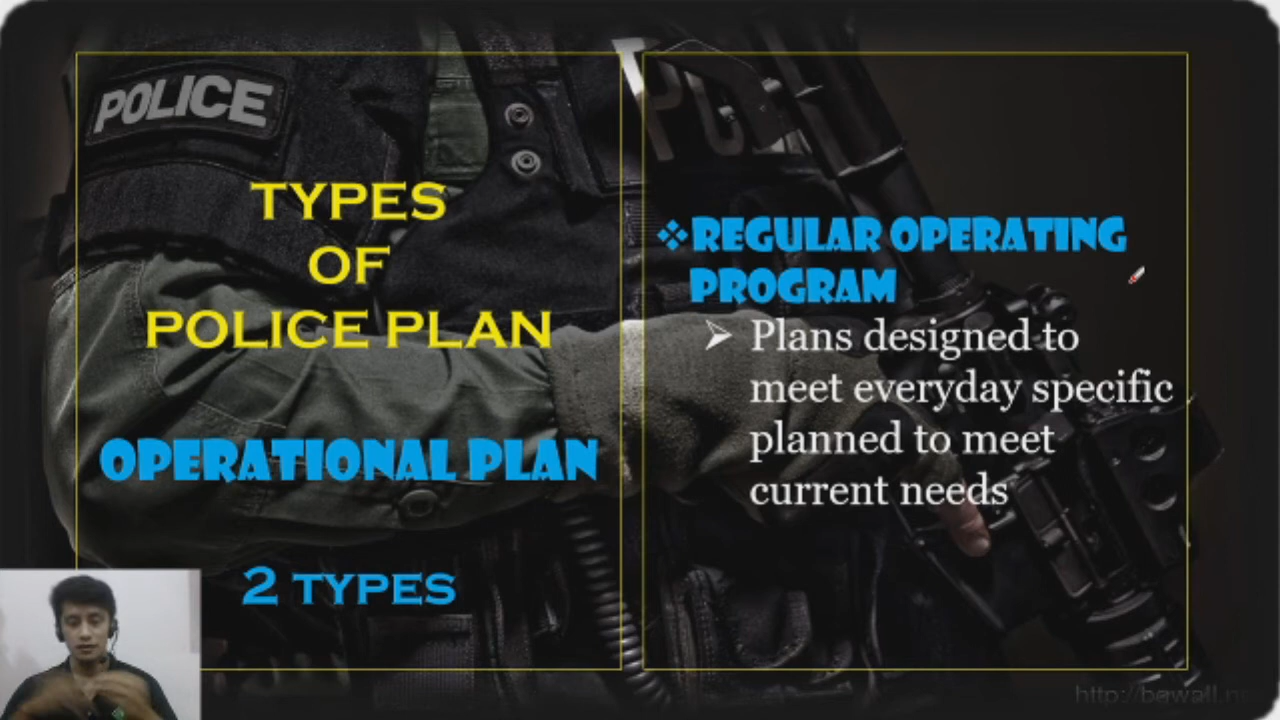 POLICE
TYPES
OF
POLICE PLAN
OPERATIONAL PLAN
2 TYPES
❖REGULAR OPERATING
PROGRAM
➢ Plans designed to
meet everyday specific
planned to meet
current needs